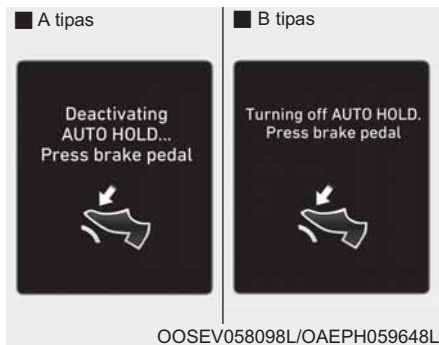 A tipas
B tipas
Deactivating
AUTO HOLD...
Press brake pedal
Turning off AUTO HOLD.
Press brake pedal
OOSEV058098L/OAEPH059648L